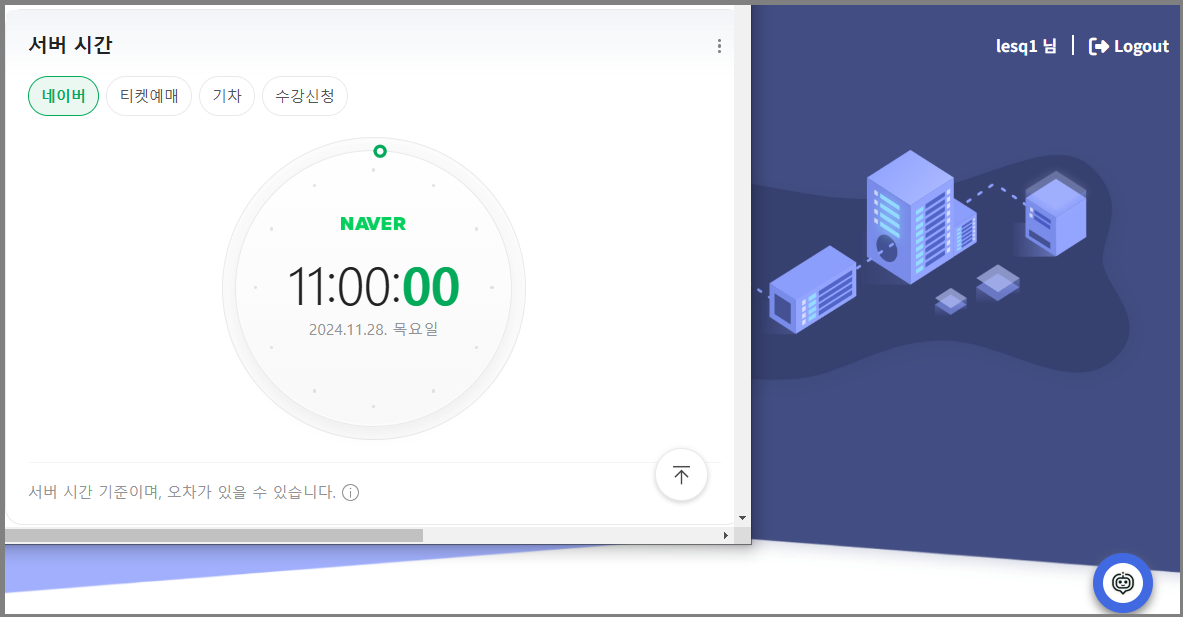 서버 시간
lesq1 님
Logout
네이버
티켓예매
기차
수강신청
NAVER
11:00:00
2024.11.28. 목요일
서버 시간 기준이며, 오차가 있을 수 있습니다.